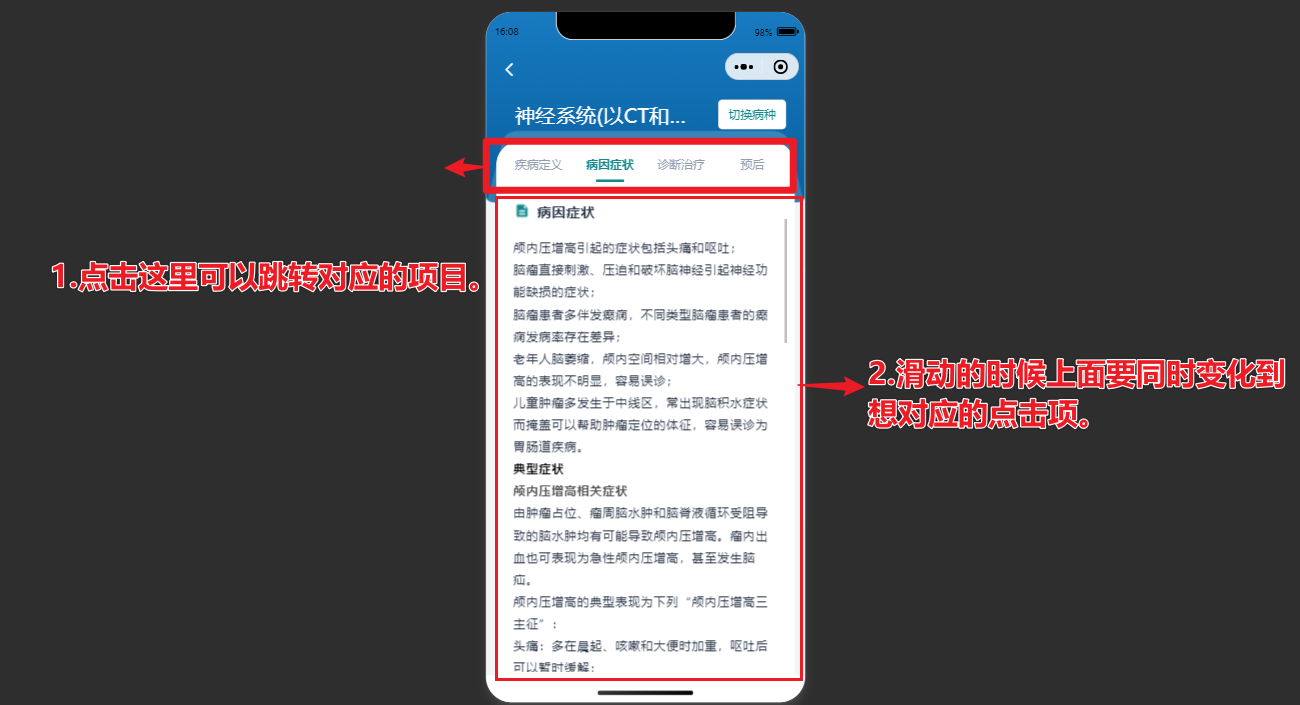 16:08
98%
神经系统(以CT和...
切换病种
疾病定义
病因症状
诊断治疗
预后
病因症状
颅内压增高引起的症状包括头痛和呕吐；
脑瘤直接刺激、压迫和破坏脑神经引起神经功
能缺损的症状；
脑瘤患者多伴发癫痫，不同类型脑瘤患者的癫
痫发病率存在差异；
老年人脑萎缩，颅内空间相对增大，颅内压增
高的表现不明显，容易误诊；
儿童肿瘤多发生于中线区，常出现脑积水症状
而掩盖可以帮助肿瘤定位的体征，容易误诊为
胃肠道疾病。
典型症状
颅内压增高相关症状
由肿瘤占位、瘤周脑水肿和脑脊液循环受阻导
致的脑水肿均有可能导致颅内压增高。瘤内出
血也可表现为急性颅内压增高，甚至发生脑
疝。
颅内压增高的典型表现为下列“颅内压增高三
主征”：
头痛：多在晨起、咳嗽和大便时加重，呕吐后
可以暂时缓解；
1.点击这里可以跳转对应的项目。
2.滑动的时候上面要同时变化到
想对应的点击项。